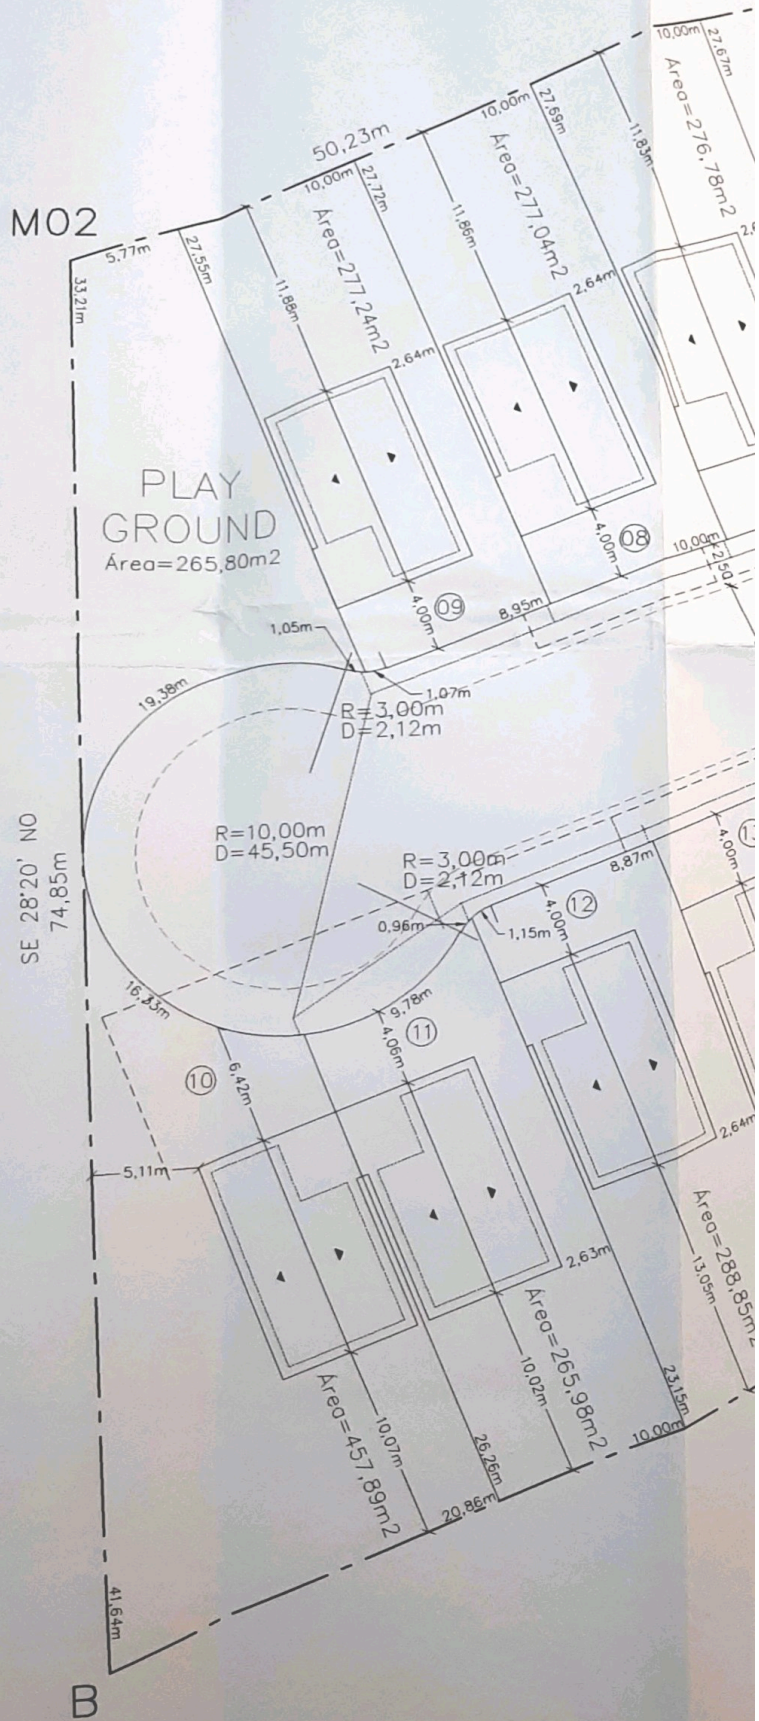 10,00m
27,67m
Área=276,78m2
11,83m
10,00m
27,69m
Área=277,04m2
11,86m
50,23m
10,00m
27,72m
Área=277,24m2
11,88m
M02
5,77m
27,55m
33,21m
2,64m
2,64m
PLAY
GROUND
Área=265,80m2
4,00m
08
10,00m
4,00m
09
8,95m
1,05m
1,07m
19,38m
R=3,00m
D=2,12m
R=10,00m
D=45,50m
R=3,00m
D=2,12m
SE 28°20' NO
74,85m
8,87m
4,00m
12
4,00m
0,96m
1,15m
16,33m
9,78m
11
4,06m
10
6,42m
5,11m
2,64m
2,63m
Área=288,85m2
13,05m
Área=265,98m2
10,02m
23,15m
10,00m
Área=457,89m2
10,07m
26,26m
20,86m
41,64m
B